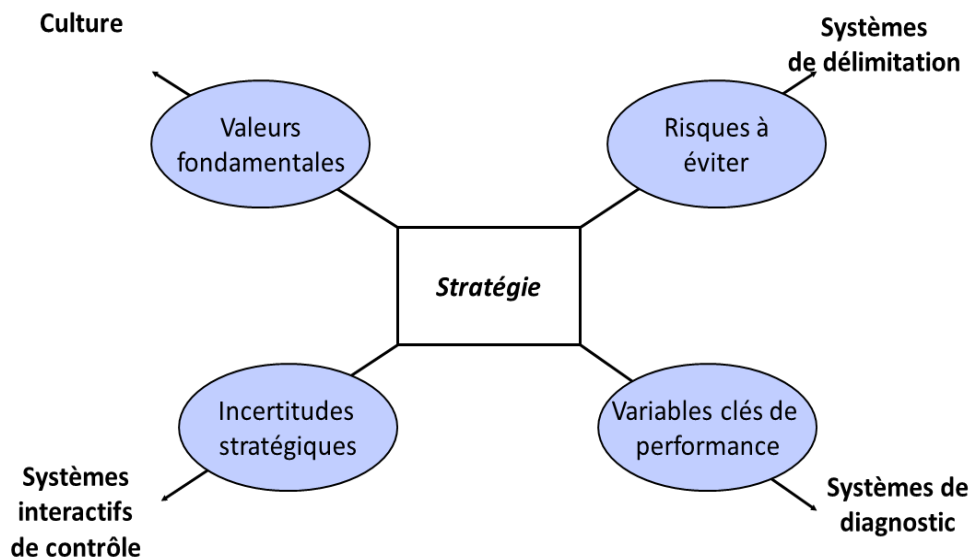 Culture
Systèmes
de délimitation
Valeurs
fondamentales
Risques à
éviter
Stratégie
Incertitudes
stratégiques
Variables clés de
performance
Systèmes
interactifs
de contrôle
Systèmes de
diagnostic